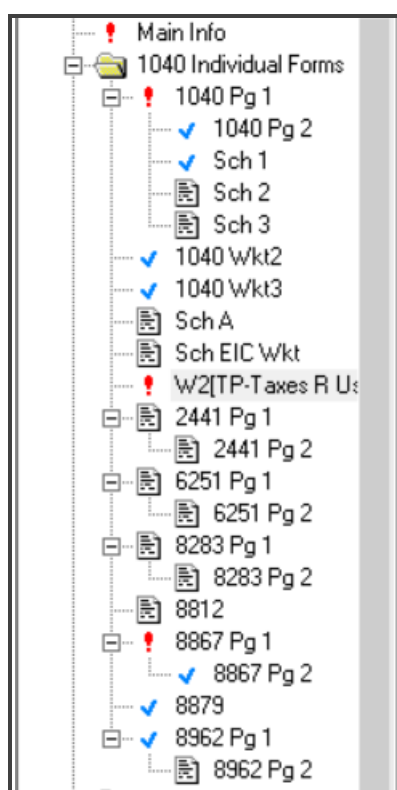 Main Info
1040 Individual Forms
1040 Pg 1
1040 Pg 2
Sch 1
Sch 2
Sch 3
1040 Wkt2
1040 Wkt3
Sch A
Sch EIC Wkt
W2[TP-Taxes R Us
2441 Pg 1
2441 Pg 2
6251 Pg 1
6251 Pg 2
8283 Pg 1
8283 Pg 2
8812
8867 Pg 1
8867 Pg 2
8879
8962 Pg 1
8962 Pg 2